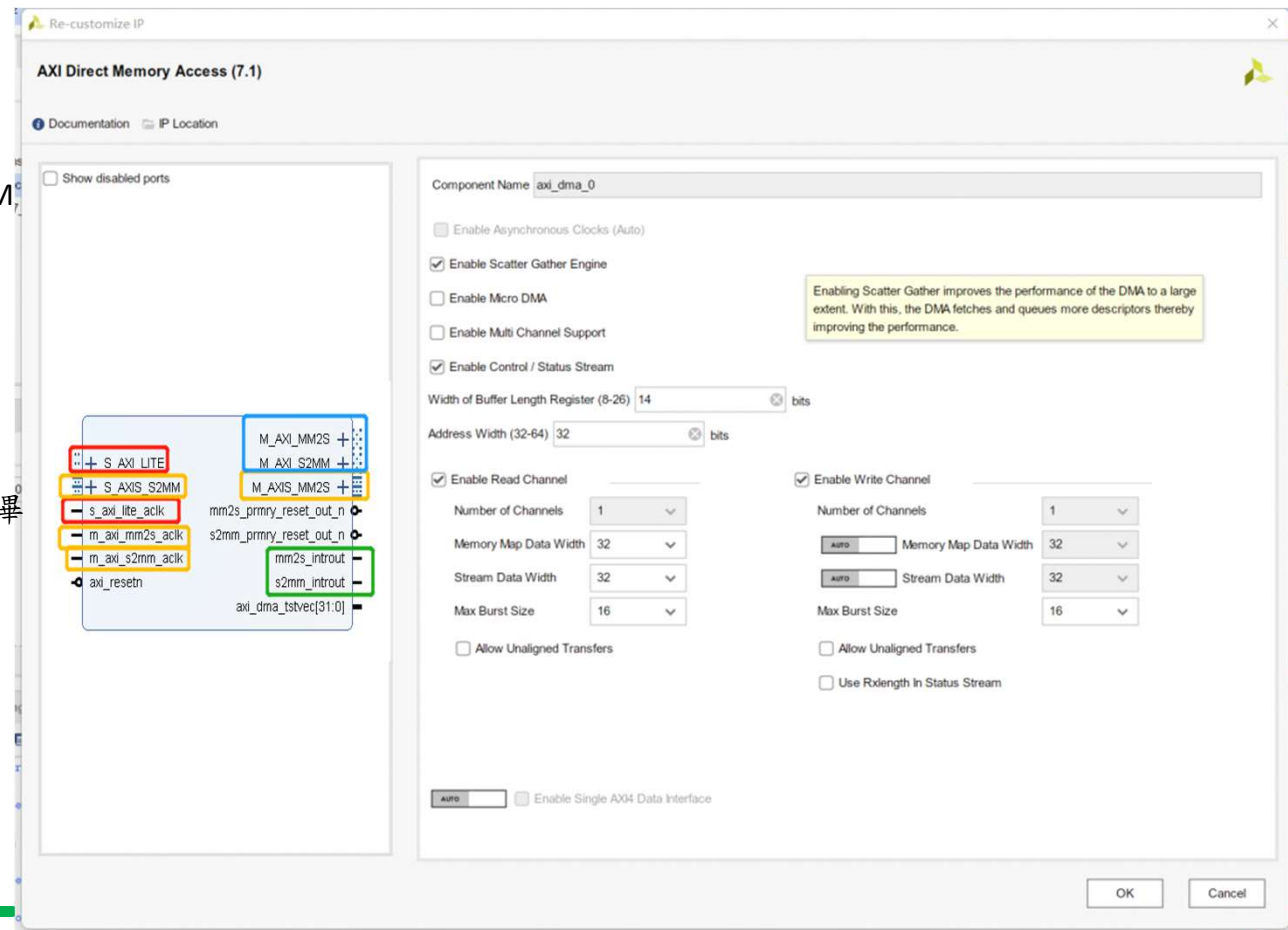 Re-customize IP
AXI Direct Memory Access (7.1)
Documentation IP Location
Show disabled ports
M_AXI_MM2S
M_AXI_S2MM
S_AXI_LITE
S_AXIS_S2MM
M_AXIS_MM2S
s_axi_lite_aclk
mm2s_prmry_reset_out_n
m_axi_mm2s_aclk
s2mm_prmry_reset_out_n
m_axi_s2mm_aclk
mm2s_introut
axi_resetn
s2mm_introut
axi_dma_tstvec[31:0]
M
畢
Component Name axi_dma_0
Enable Asynchronous Clocks (Auto)
Enable Scatter Gather Engine
Enable Micro DMA
Enable Multi Channel Support
Enable Control / Status Stream
Enabling Scatter Gather improves the performance of the DMA to a large
extent. With this, the DMA fetches and queues more descriptors thereby
improving the performance.
Width of Buffer Length Register (8-26) 14 bits
Address Width (32-64) 32 bits
Enable Read Channel
Number of Channels 1
Memory Map Data Width 32
Stream Data Width 32
Max Burst Size 16
Allow Unaligned Transfers
Enable Write Channel
Number of Channels 1
AUTO Memory Map Data Width 32
AUTO Stream Data Width 32
Max Burst Size 16
Allow Unaligned Transfers
Use Rxlength In Status Stream
AUTO Enable Single AXI4 Data Interface
OK Cancel